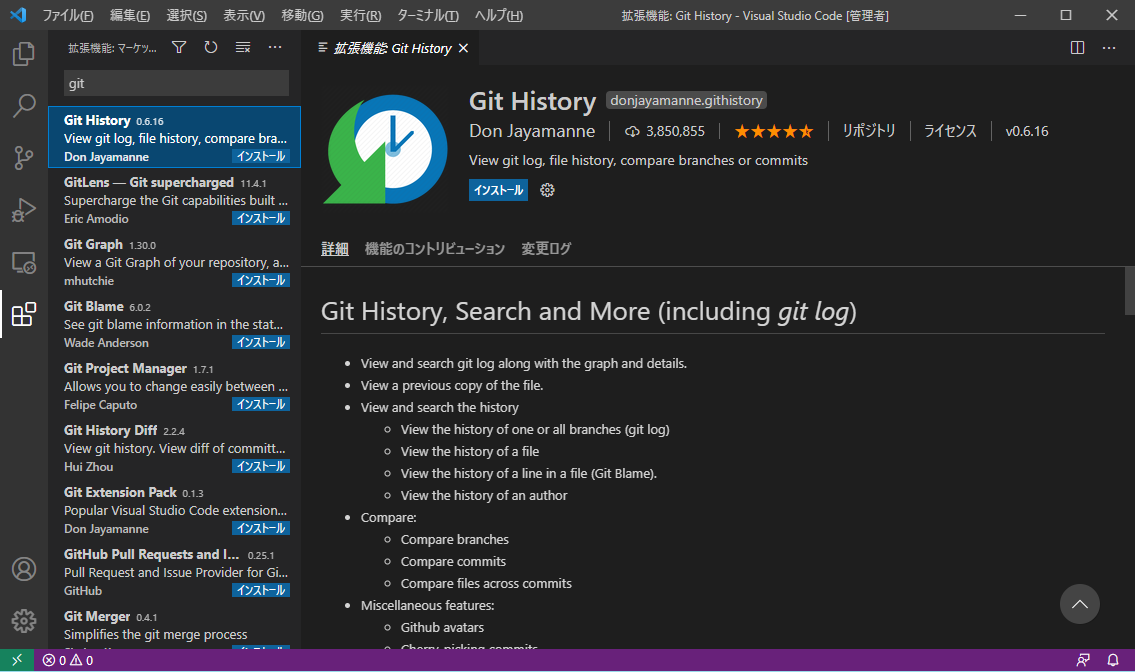 ファイル(F) 編集(E) 選択(S) 表示(V) 移動(G) 実行(R) ターミナル(T) ヘルプ(H) 拡張機能: Git History - Visual Studio Code [管理者]
拡張機能: マーケッ...
git
Git History 0.6.16
View git log, file history, compare bra...
Don Jayamanne インストール
GitLens — Git supercharged 11.4.1
Supercharge the Git capabilities built ...
Eric Amodio インストール
Git Graph 1.30.0
View a Git Graph of your repository, a...
mhutchie インストール
Git Blame 6.0.2
See git blame information in the stat...
Wade Anderson インストール
Git Project Manager 1.7.1
Allows you to change easily between ...
Felipe Caputo インストール
Git History Diff 2.2.4
View git history. View diff of committ...
Hui Zhou インストール
Git Extension Pack 0.1.3
Popular Visual Studio Code extension...
Don Jayamanne インストール
GitHub Pull Requests and I... 0.25.1
Pull Request and Issue Provider for Gi...
GitHub インストール
Git Merger 0.4.1
Simplifies the git merge process
拡張機能: Git History
Git History donjayamanne.githistory
Don Jayamanne 3,850,855 リポジトリ ライセンス v0.6.16
View git log, file history, compare branches or commits
インストール
詳細 機能のコントリビューション 変更ログ
Git History, Search and More (including git log)
View and search git log along with the graph and details.
View a previous copy of the file.
View and search the history
View the history of one or all branches (git log)
View the history of a file
View the history of a line in a file (Git Blame).
View the history of an author
Compare:
Compare branches
Compare commits
Compare files across commits
Miscellaneous features:
Github avatars
Cherry-picking commits
0 0